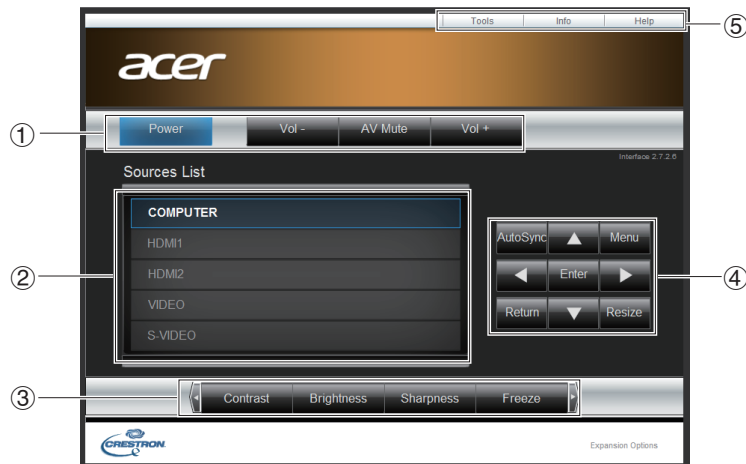 Tools Info Help
⑤
acer
① Power Vol - AV Mute Vol +
Interface 2.7.2.6
Sources List
COMPUTER
HDMI1
② HDMI2
VIDEO
S-VIDEO
AutoSync Menu
Enter ④
Return Resize
③ Contrast Brightness Sharpness Freeze
CRESTRON Expansion Options